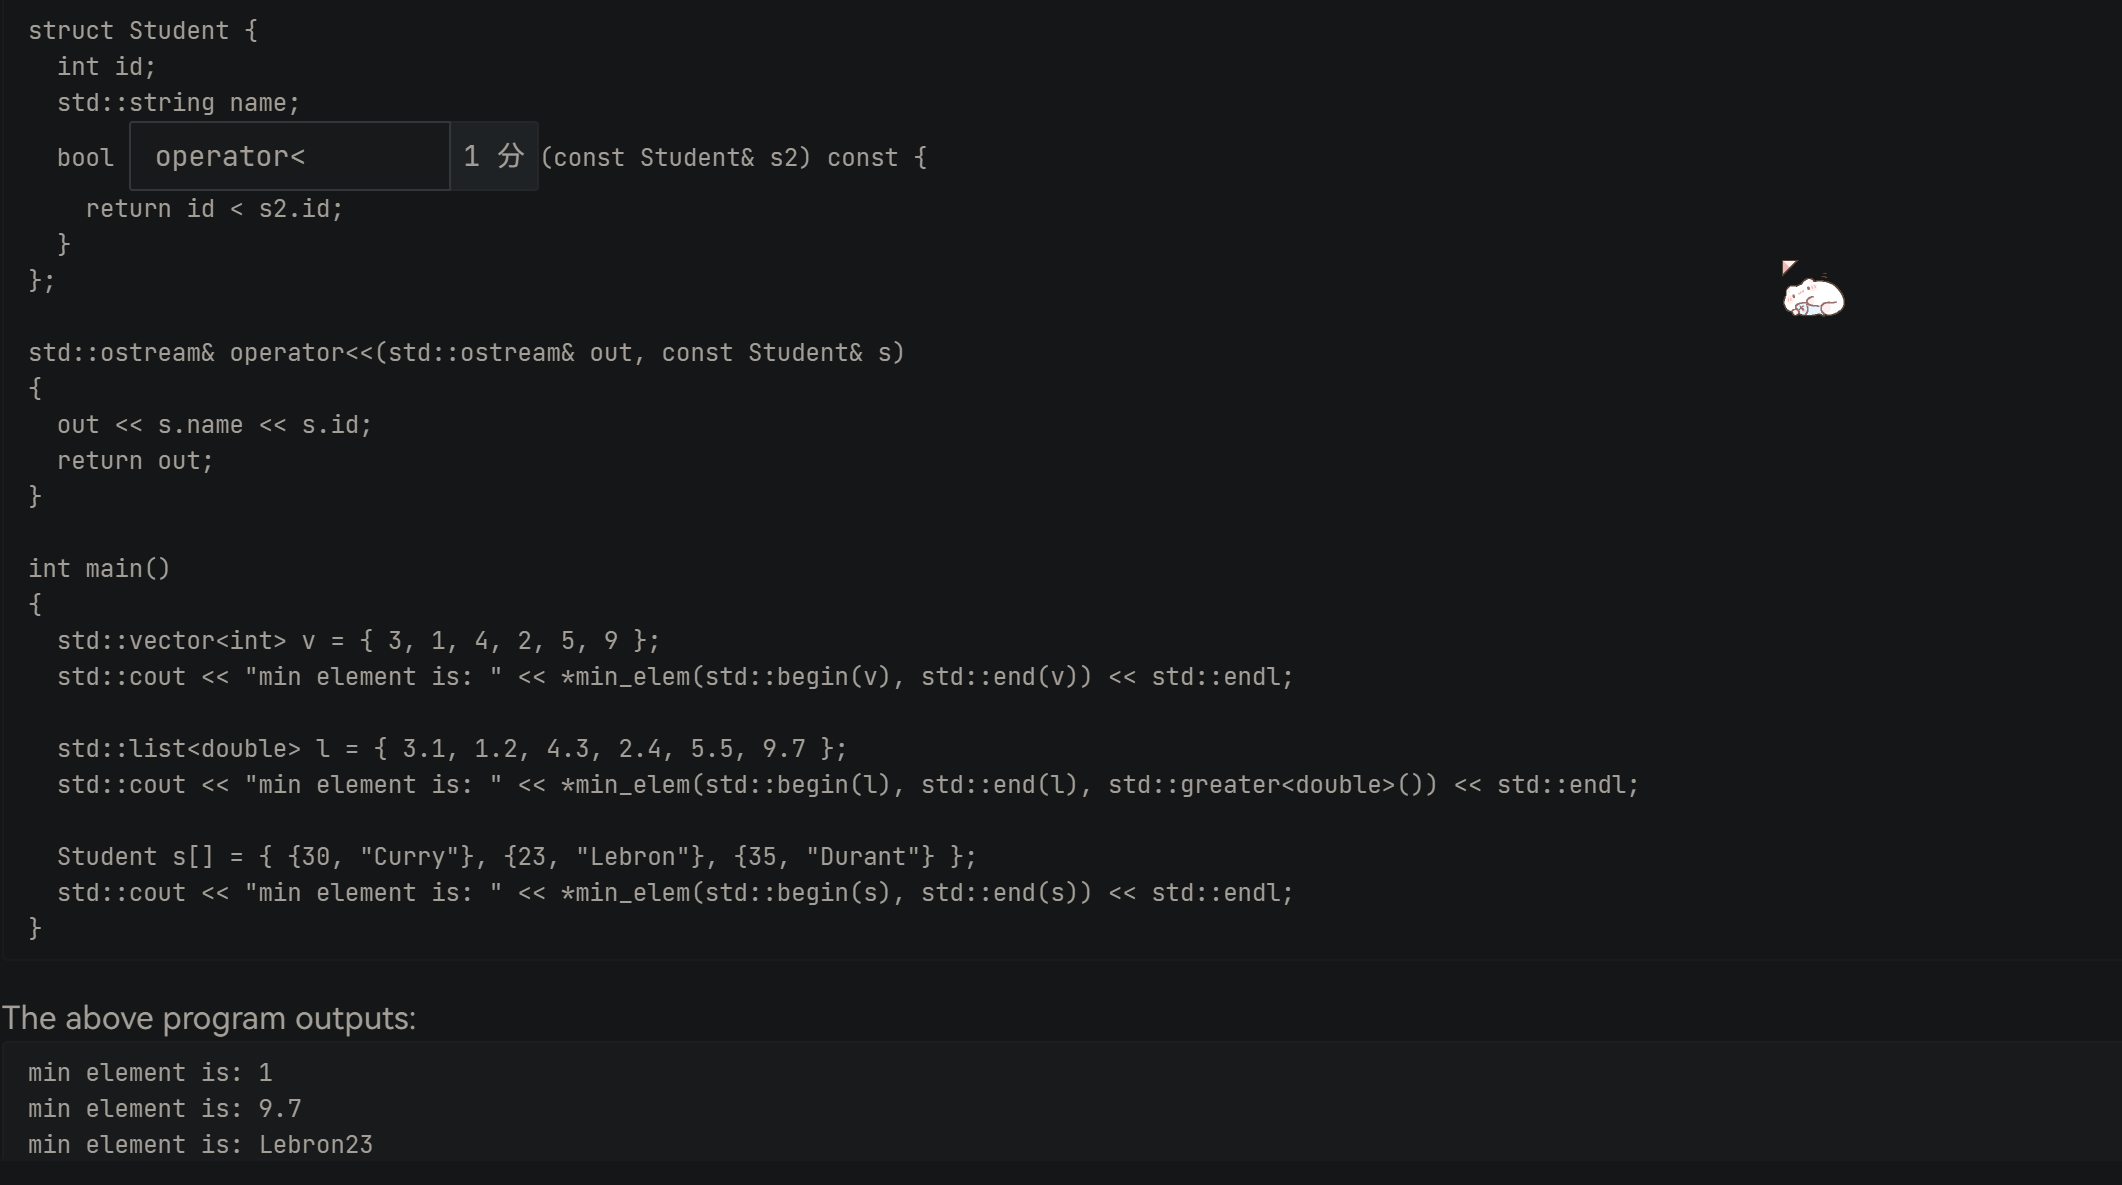 struct Student {
  int id;
  std::string name;
  bool operator< 1 分 (const Student& s2) const {
    return id < s2.id;
  }
};

std::ostream& operator<<(std::ostream& out, const Student& s)
{
  out << s.name << s.id;
  return out;
}

int main()
{
  std::vector<int> v = { 3, 1, 4, 2, 5, 9 };
  std::cout << "min element is: " << *min_elem(std::begin(v), std::end(v)) << std::endl;

  std::list<double> l = { 3.1, 1.2, 4.3, 2.4, 5.5, 9.7 };
  std::cout << "min element is: " << *min_elem(std::begin(l), std::end(l), std::greater<double>()) << std::endl;

  Student s[] = { {30, "Curry"}, {23, "Lebron"}, {35, "Durant"} };
  std::cout << "min element is: " << *min_elem(std::begin(s), std::end(s)) << std::endl;
}

The above program outputs:
min element is: 1
min element is: 9.7
min element is: Lebron23